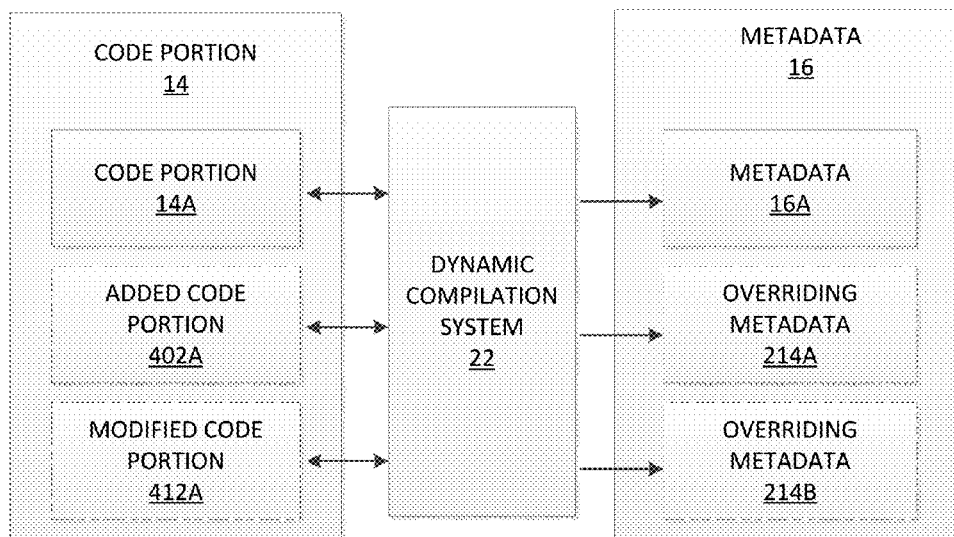 CODE PORTION
14
CODE PORTION
14A
ADDED CODE
PORTION
402A
MODIFIED CODE
PORTION
412A
DYNAMIC
COMPILATION
SYSTEM
22
METADATA
16
METADATA
16A
OVERRIDING
METADATA
214A
OVERRIDING
METADATA
214B